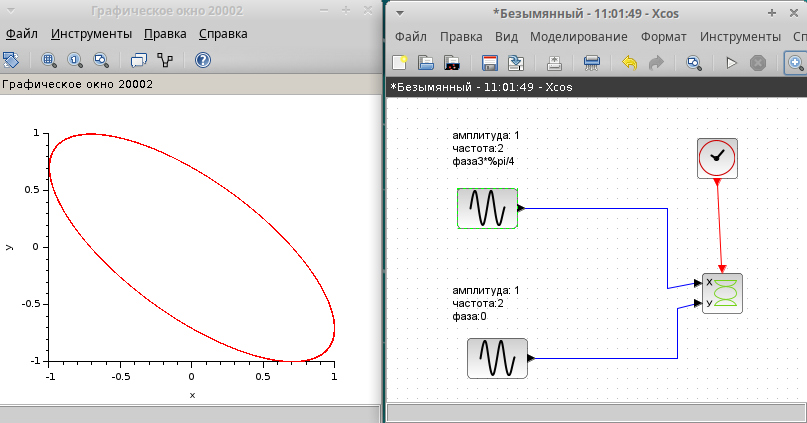 Графическое окно 20002
Файл Инструменты Правка Справка
Графическое окно 20002
1
0.5
0
-0.5
-1
y
-1 -0.5 0 0.5 1
x
*Безымянный - 11:01:49 - Xcos
Файл Правка Вид Моделирование Формат Инструменты Сп
*Безымянный - 11:01:49 - Xcos
амплитуда: 1
частота:2
фаза3*%pi/4
X
У
амплитуда: 1
частота:2
фаза:0